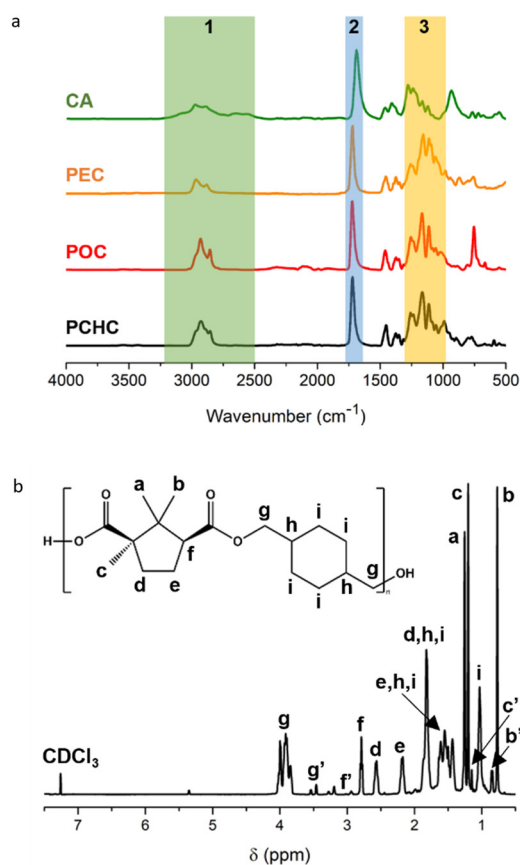 a
1
2
3
CA
PEC
POC
PCHC
4000
3500
3000
2500
2000
1500
1000
500
Wavenumber (cm⁻¹)
b
a
b
O
O
g
i
i
H
O
h
f
O
g
c
d
e
i
i
h
OH
n
c
b
a
d,h,i
e,h,i
i
c'
b'
g
f
d
e
CDCl₃
g'
f'
7
6
5
4
3
2
1
δ (ppm)